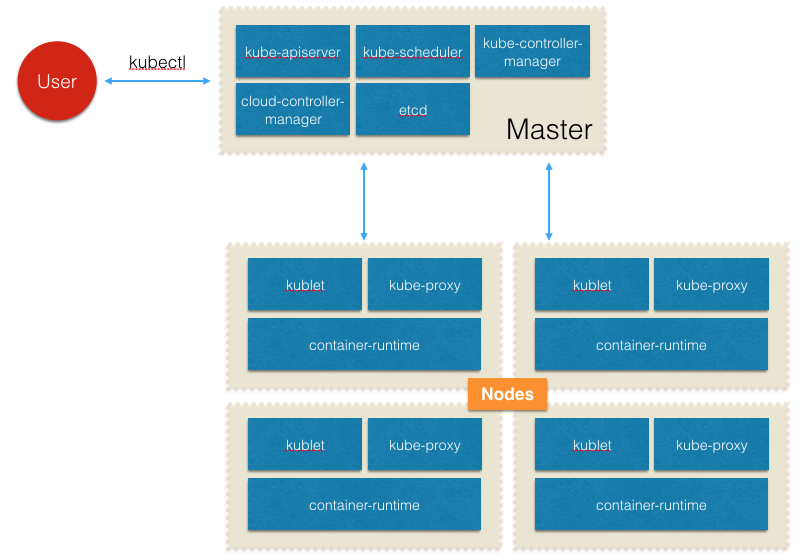 User
kubectl
kube-apiserver
kube-scheduler
kube-controller-
manager
cloud-controller-
manager
etcd
Master
kublet
kube-proxy
container-runtime
kublet
kube-proxy
container-runtime
Nodes
kublet
kube-proxy
container-runtime
kublet
kube-proxy
container-runtime